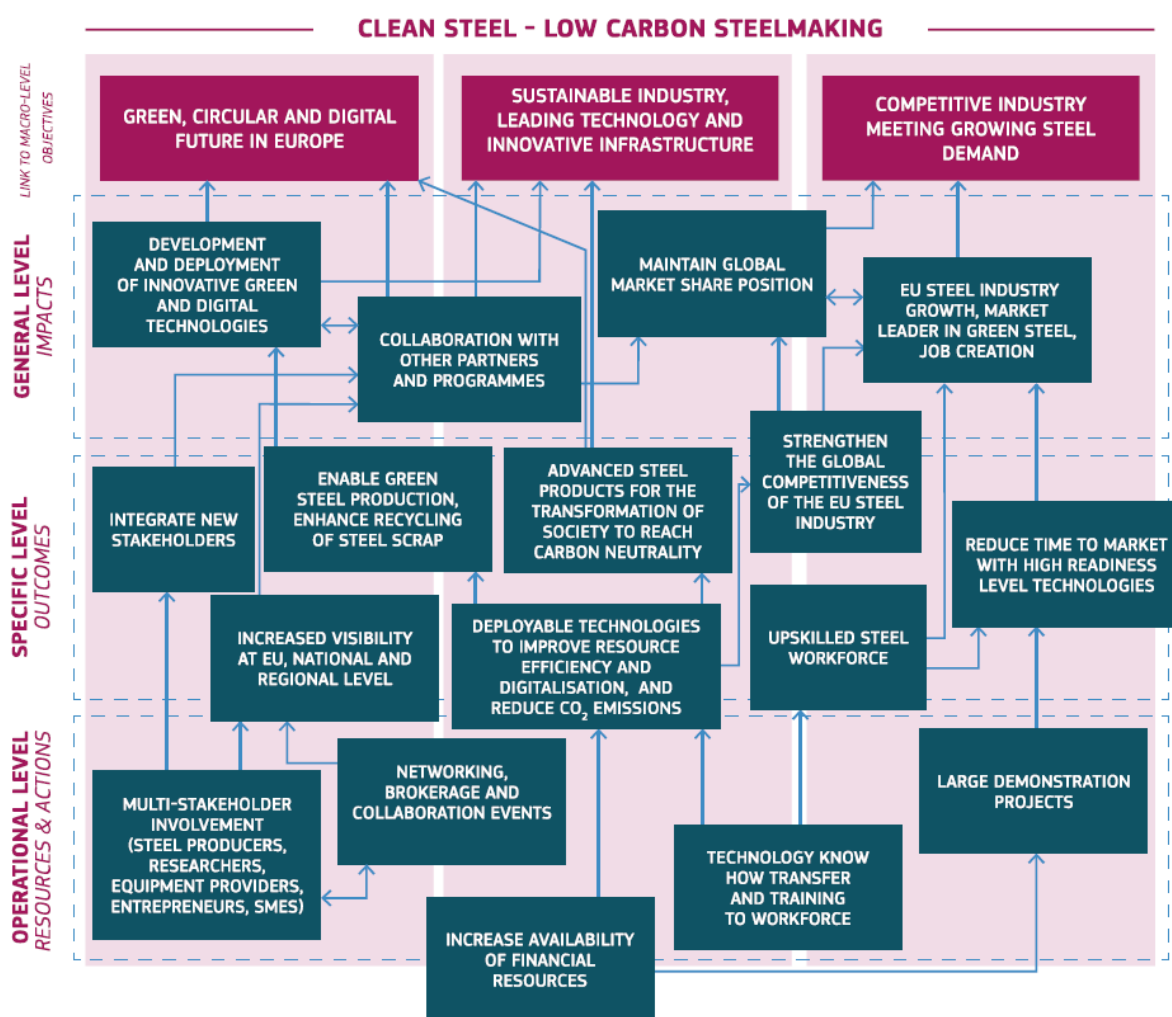 CLEAN STEEL – LOW CARBON STEELMAKING
LINK TO MACRO-LEVEL
OBJECTIVES
GREEN, CIRCULAR AND DIGITAL
FUTURE IN EUROPE
SUSTAINABLE INDUSTRY,
LEADING TECHNOLOGY AND
INNOVATIVE INFRASTRUCTURE
COMPETITIVE INDUSTRY
MEETING GROWING STEEL
DEMAND
GENERAL LEVEL
IMPACTS
DEVELOPMENT
AND DEPLOYMENT
OF INNOVATIVE GREEN
AND DIGITAL
TECHNOLOGIES
COLLABORATION WITH
OTHER PARTNERS
AND PROGRAMMES
MAINTAIN GLOBAL
MARKET SHARE POSITION
EU STEEL INDUSTRY
GROWTH, MARKET
LEADER IN GREEN STEEL,
JOB CREATION
SPECIFIC LEVEL
OUTCOMES
INTEGRATE NEW
STAKEHOLDERS
ENABLE GREEN
STEEL PRODUCTION,
ENHANCE RECYCLING
OF STEEL SCRAP
ADVANCED STEEL
PRODUCTS FOR THE
TRANSFORMATION OF
SOCIETY TO REACH
CARBON NEUTRALITY
STRENGTHEN
THE GLOBAL
COMPETITIVENESS
OF THE EU STEEL
INDUSTRY
REDUCE TIME TO MARKET
WITH HIGH READINESS
LEVEL TECHNOLOGIES
INCREASED VISIBILITY
AT EU, NATIONAL AND
REGIONAL LEVEL
DEPLOYABLE TECHNOLOGIES
TO IMPROVE RESOURCE
EFFICIENCY AND
DIGITALISATION, AND
REDUCE CO₂ EMISSIONS
UPSKILLED STEEL
WORKFORCE
OPERATIONAL LEVEL
RESOURCES & ACTIONS
MULTI-STAKEHOLDER
INVOLVEMENT
(STEEL PRODUCERS,
RESEARCHERS,
EQUIPMENT PROVIDERS,
ENTREPRENEURS, SMES)
NETWORKING,
BROKERAGE AND
COLLABORATION EVENTS
INCREASE AVAILABILITY
OF FINANCIAL
RESOURCES
TECHNOLOGY KNOW
HOW TRANSFER
AND TRAINING
TO WORKFORCE
LARGE DEMONSTRATION
PROJECTS